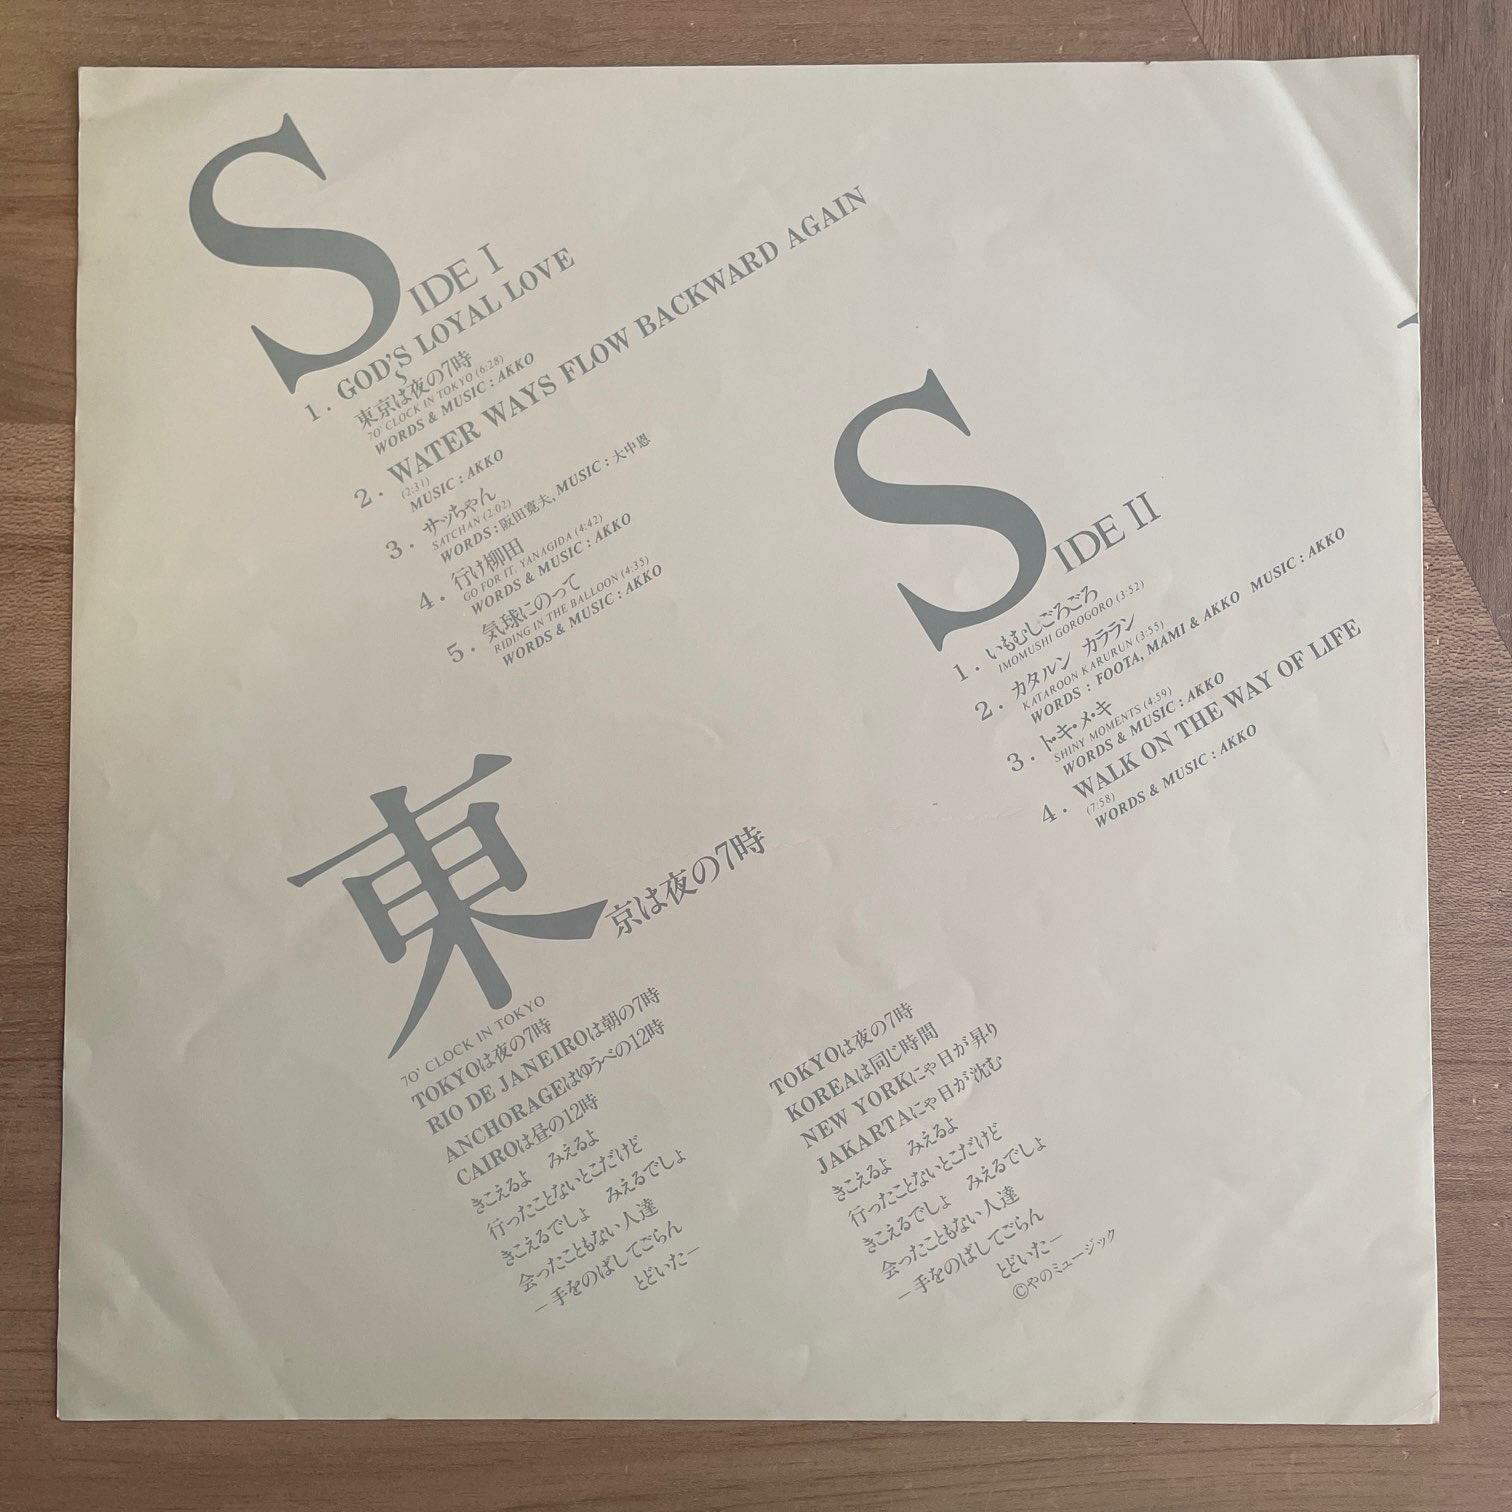 SIDE I
1. GOD'S LOYAL LOVE
〜
東京は夜の7時
7O' CLOCK IN TOKYO (6:28)
WORDS & MUSIC : AKKO
2. WATER WAYS FLOW BACKWARD AGAIN
(2:31)
MUSIC : AKKO
3. サッちゃん
SATCHAN (2:02)
WORDS : 阪田寛夫, MUSIC : 大中恩
4. 行け柳田
GO FOR IT, YANAGIDA (4:42)
WORDS & MUSIC : AKKO
5. 気球にのって
RIDING IN THE BALLOON (4:35)
WORDS & MUSIC : AKKO
SIDE II
1. いもむしごろごろ
IMOMUSHI GOROGORO (3:52)
2. カタルン カララン
KATAROON KARURUN (3:55)
WORDS : FOOTA, MAMI & AKKO MUSIC : AKKO
3. ト・キ・メ・キ
SHINY MOMENTS (4:59)
WORDS & MUSIC : AKKO
4. WALK ON THE WAY OF LIFE
(7:58)
WORDS & MUSIC : AKKO
東京は夜の7時
7O' CLOCK IN TOKYO
TOKYOは夜の7時
RIO DE JANEIROは朝の7時
ANCHORAGEはゆうべの12時
CAIROは昼の12時
きこえるよ みえるよ
行ったことないとこだけど
きこえるでしょ みえるでしょ
会ったこともない人達
－手をのばしてごらん
とどいた－
TOKYOは夜の7時
KOREAは同じ時間
NEW YORKにゃ日が昇り
JAKARTAにゃ日が沈む
きこえるよ みえるよ
行ったことないとこだけど
きこえるでしょ みえるでしょ
会ったこともない人達
－手をのばしてごらん
とどいた－
©やのミュージック